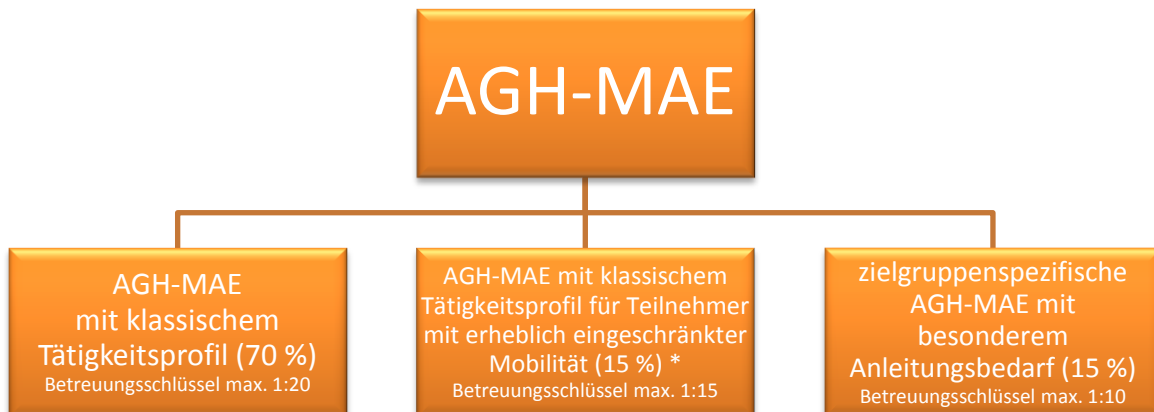 AGH-MAE
AGH-MAE
mit klassischem
Tätigkeitsprofil (70 %)
Betreuungsschlüssel max. 1:20
AGH-MAE mit klassischem
Tätigkeitsprofil für Teilnehmer
mit erheblich eingeschränkter
Mobilität (15 %) *
Betreuungsschlüssel max. 1:15
zielgruppenspezifische
AGH-MAE mit
besonderem
Anleitungsbedarf (15 %)
Betreuungsschlüssel max. 1:10